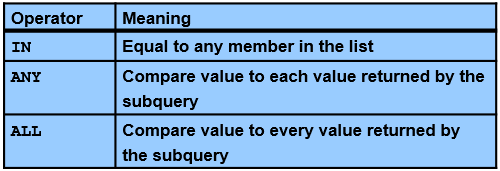 Operator Meaning
IN Equal to any member in the list
ANY Compare value to each value returned by the
subquery
ALL Compare value to every value returned by
the subquery